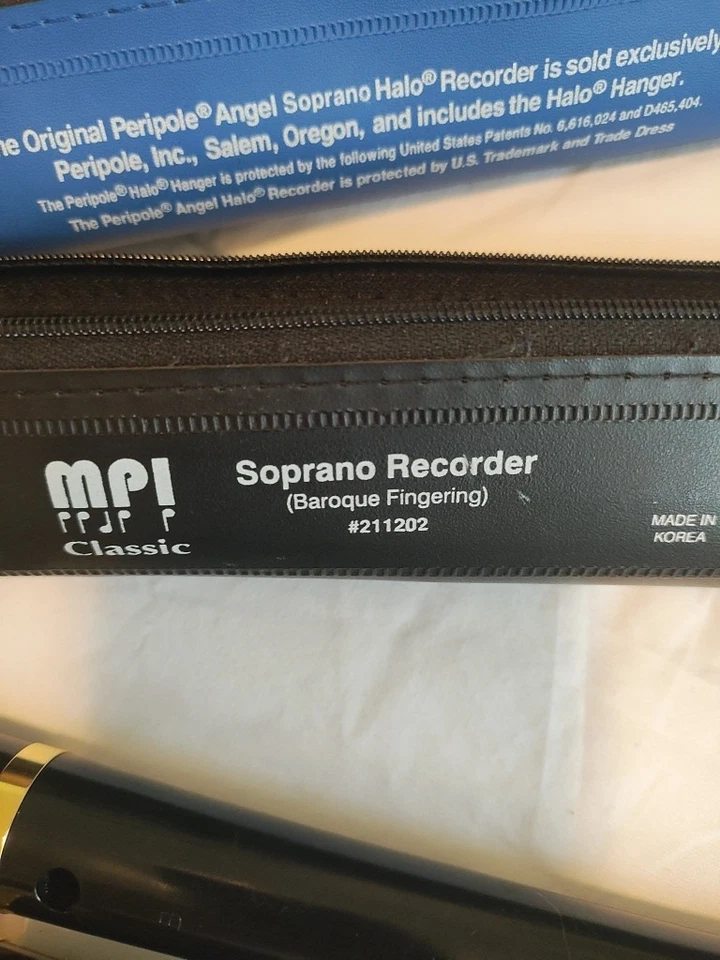 he Original Peripole® Angel Soprano Halo® Recorder is sold exclusively
Peripole, Inc., Salem, Oregon, and includes the Halo® Hanger.
The Peripole® Halo® Hanger is protected by the following United States Patents No. 6,616,024 and D465,404.
The Peripole® Angel Halo® Recorder is protected by U.S. Trademark and Trade Dress
MPI
Classic
Soprano Recorder
(Baroque Fingering)
#211202
MADE IN
KOREA